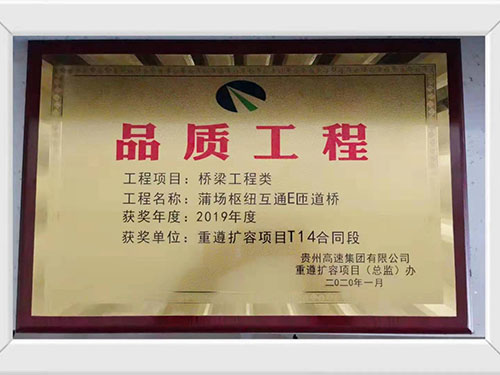 品质工程
工程项目：桥梁工程类
工程名称：蒲场枢纽互通E匝道桥
获奖年度：2019年度
获奖单位：重遵扩容项目T14合同段
贵州高速集团有限公司
重遵扩容项目（总监）办
二0二0年一月